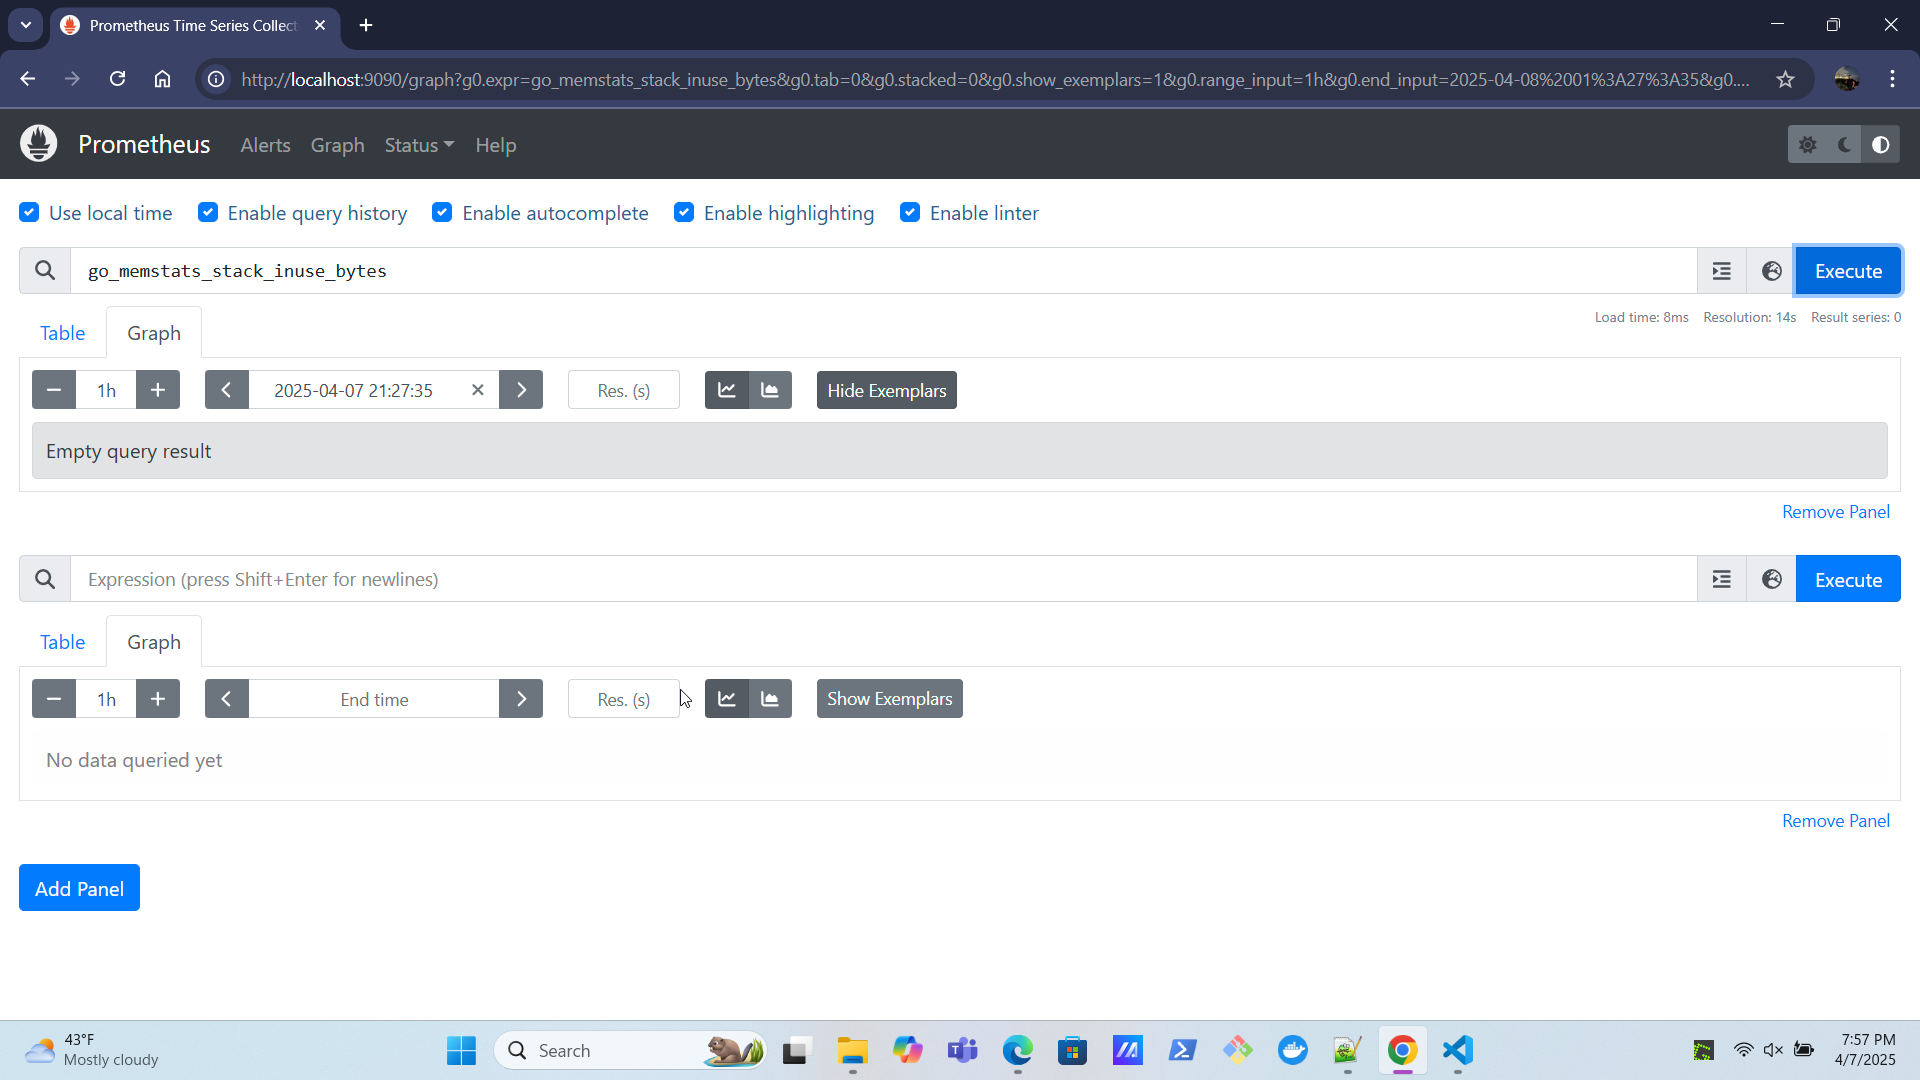 Prometheus Time Series Collect
http://localhost:9090/graph?g0.expr=go_memstats_stack_inuse_bytes&g0.tab=0&g0.stacked=0&g0.show_exemplars=1&g0.range_input=1h&g0.end_input=2025-04-08%2001%3A27%3A35&g0....
Prometheus Alerts Graph Status Help
Use local time Enable query history Enable autocomplete Enable highlighting Enable linter
go_memstats_stack_inuse_bytes Execute
Table Graph Load time: 8ms Resolution: 14s Result series: 0
1h 2025-04-07 21:27:35 Res. (s) Hide Exemplars
Empty query result
Remove Panel
Expression (press Shift+Enter for newlines) Execute
Table Graph
1h End time Res. (s) Show Exemplars
No data queried yet
Remove Panel
Add Panel
43°F
Mostly cloudy
Search
7:57 PM
4/7/2025